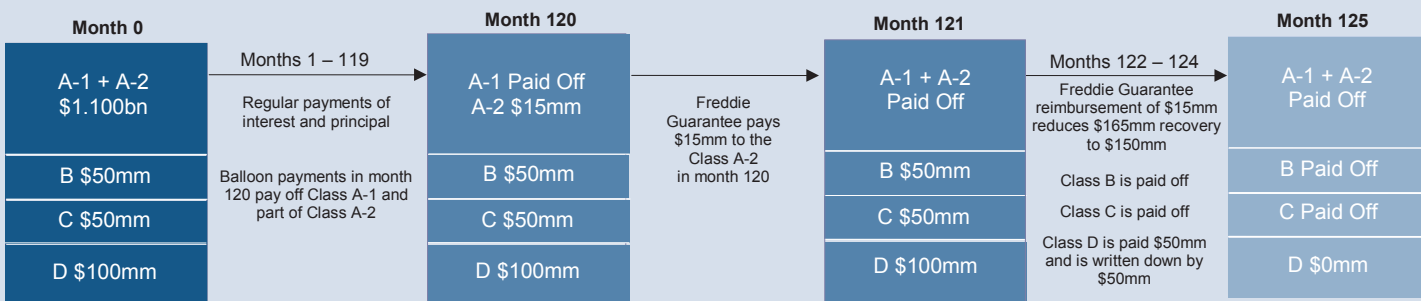 Month 0
A-1 + A-2
$1.100bn
B $50mm
C $50mm
D $100mm
Months 1 – 119
Regular payments of
interest and principal
Balloon payments in month
120 pay off Class A-1 and
part of Class A-2
Month 120
A-1 Paid Off
A-2 $15mm
B $50mm
C $50mm
D $100mm
Freddie
Guarantee pays
$15mm to the
Class A-2
in month 120
Month 121
A-1 + A-2
Paid Off
B $50mm
C $50mm
D $100mm
Months 122 – 124
Freddie Guarantee
reimbursement of $15mm
reduces $165mm recovery
to $150mm
Class B is paid off
Class C is paid off
Class D is paid $50mm
and is written down by
$50mm
Month 125
A-1 + A-2
Paid Off
B Paid Off
C Paid Off
D $0mm